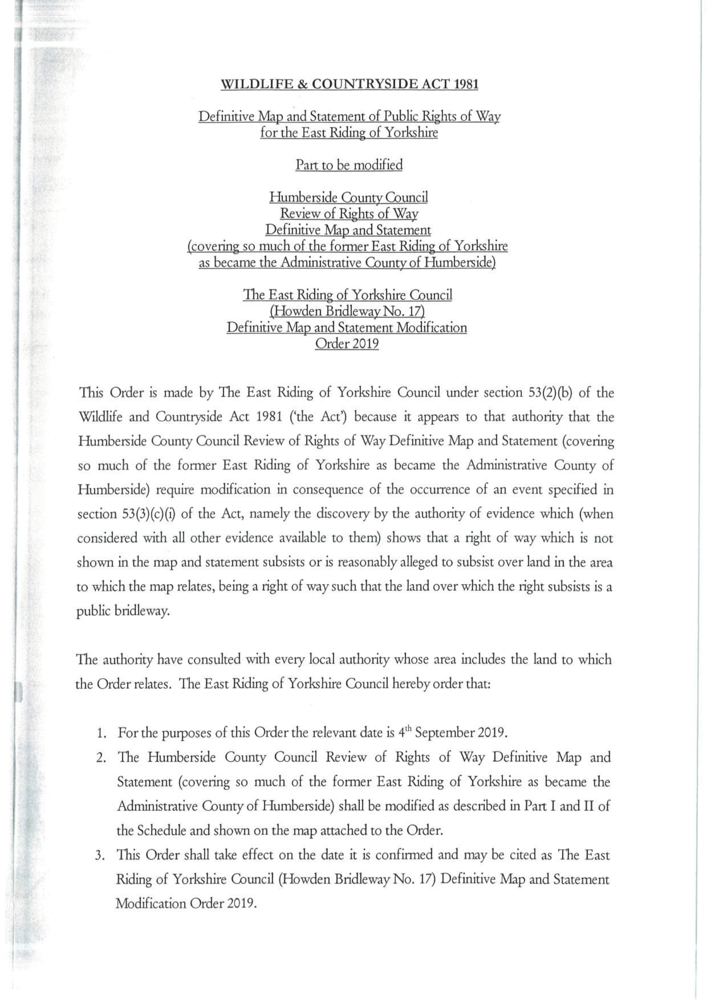 WILDLIFE & COUNTRYSIDE ACT 1981
Definitive Map and Statement of Public Rights of Way
for the East Riding of Yorkshire
Part to be modified
Humberside County Council
Review of Rights of Way
Definitive Map and Statement
(covering so much of the former East Riding of Yorkshire
as became the Administrative County of Humberside)
The East Riding of Yorkshire Council
(Howden Bridleway No. 17)
Definitive Map and Statement Modification
Order 2019
This Order is made by The East Riding of Yorkshire Council under section 53(2)(b) of the
Wildlife and Countryside Act 1981 (‘the Act’) because it appears to that authority that the
Humberside County Council Review of Rights of Way Definitive Map and Statement (covering
so much of the former East Riding of Yorkshire as became the Administrative County of
Humberside) require modification in consequence of the occurrence of an event specified in
section 53(3)(c)(i) of the Act, namely the discovery by the authority of evidence which (when
considered with all other evidence available to them) shows that a right of way which is not
shown in the map and statement subsists or is reasonably alleged to subsist over land in the area
to which the map relates, being a right of way such that the land over which the right subsists is a
public bridleway.
The authority have consulted with every local authority whose area includes the land to which
the Order relates. The East Riding of Yorkshire Council hereby order that:
1. For the purposes of this Order the relevant date is 4th September 2019.
2. The Humberside County Council Review of Rights of Way Definitive Map and
Statement (covering so much of the former East Riding of Yorkshire as became the
Administrative County of Humberside) shall be modified as described in Part I and II of
the Schedule and shown on the map attached to the Order.
3. This Order shall take effect on the date it is confirmed and may be cited as The East
Riding of Yorkshire Council (Howden Bridleway No. 17) Definitive Map and Statement
Modification Order 2019.